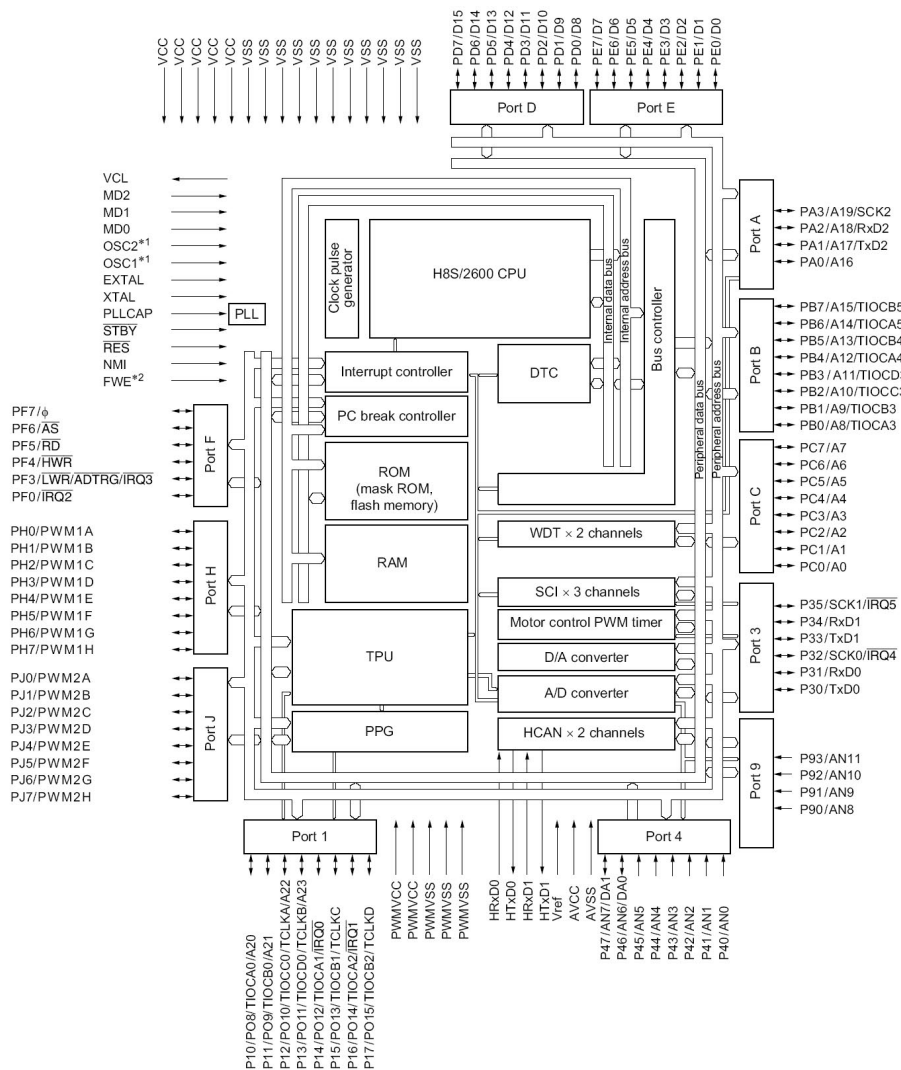 VCC
VCC
VCC
VCC
VCC
VSS
VSS
VSS
VSS
VSS
VSS
VSS
VSS
VSS
VSS
VSS
PD7/D15
PD6/D14
PD5/D13
PD4/D12
PD3/D11
PD2/D10
PD1/D9
PD0/D8
PE7/D7
PE6/D6
PE5/D5
PE4/D4
PE3/D3
PE2/D2
PE1/D1
PE0/D0
Port D
Port E
VCL
MD2
MD1
MD0
OSC2*1
OSC1*1
EXTAL
XTAL
PLLCAP
STBY
RES
NMI
FWE*2
PLL
Clock pulse
generator
H8S/2600 CPU
Internal data bus
Internal address bus
Bus controller
Peripheral data bus
Peripheral address bus
Port A
PA3/A19/SCK2
PA2/A18/RxD2
PA1/A17/TxD2
PA0/A16
Port B
PB7/A15/TIOCB5
PB6/A14/TIOCA5
PB5/A13/TIOCB4
PB4/A12/TIOCA4
PB3/A11/TIOCD3
PB2/A10/TIOCC3
PB1/A9/TIOCB3
PB0/A8/TIOCA3
Interrupt controller
DTC
PC break controller
ROM
(mask ROM,
flash memory)
RAM
Port F
PF7/ϕ
PF6/AS
PF5/RD
PF4/HWR
PF3/LWR/ADTRG/IRQ3
PF0/IRQ2
Port C
PC7/A7
PC6/A6
PC5/A5
PC4/A4
PC3/A3
PC2/A2
PC1/A1
PC0/A0
Port H
PH0/PWM1A
PH1/PWM1B
PH2/PWM1C
PH3/PWM1D
PH4/PWM1E
PH5/PWM1F
PH6/PWM1G
PH7/PWM1H
WDT × 2 channels
SCI × 3 channels
Motor control PWM timer
D/A converter
A/D converter
HCAN × 2 channels
TPU
PPG
Port 3
P35/SCK1/IRQ5
P34/RxD1
P33/TxD1
P32/SCK0/IRQ4
P31/RxD0
P30/TxD0
Port J
PJ0/PWM2A
PJ1/PWM2B
PJ2/PWM2C
PJ3/PWM2D
PJ4/PWM2E
PJ5/PWM2F
PJ6/PWM2G
PJ7/PWM2H
Port 9
P93/AN11
P92/AN10
P91/AN9
P90/AN8
Port 1
Port 4
P10/PO8/TIOCA0/A20
P11/PO9/TIOCB0/A21
P12/PO10/TIOCC0/TCLKA/A22
P13/PO11/TIOCD0/TCLKB/A23
P14/PO12/TIOCA1/IRQ0
P15/PO13/TIOCB1/TCLKC
P16/PO14/TIOCA2/IRQ1
P17/PO15/TIOCB2/TCLKD
PWMVCC
PWMVCC
PWMVSS
PWMVSS
PWMVSS
HRxD0
HTxD0
HRxD1
HTxD1
Vref
AVCC
AVSS
P47/AN7/DA1
P46/AN6/DA0
P45/AN5
P44/AN4
P43/AN3
P42/AN2
P41/AN1
P40/AN0